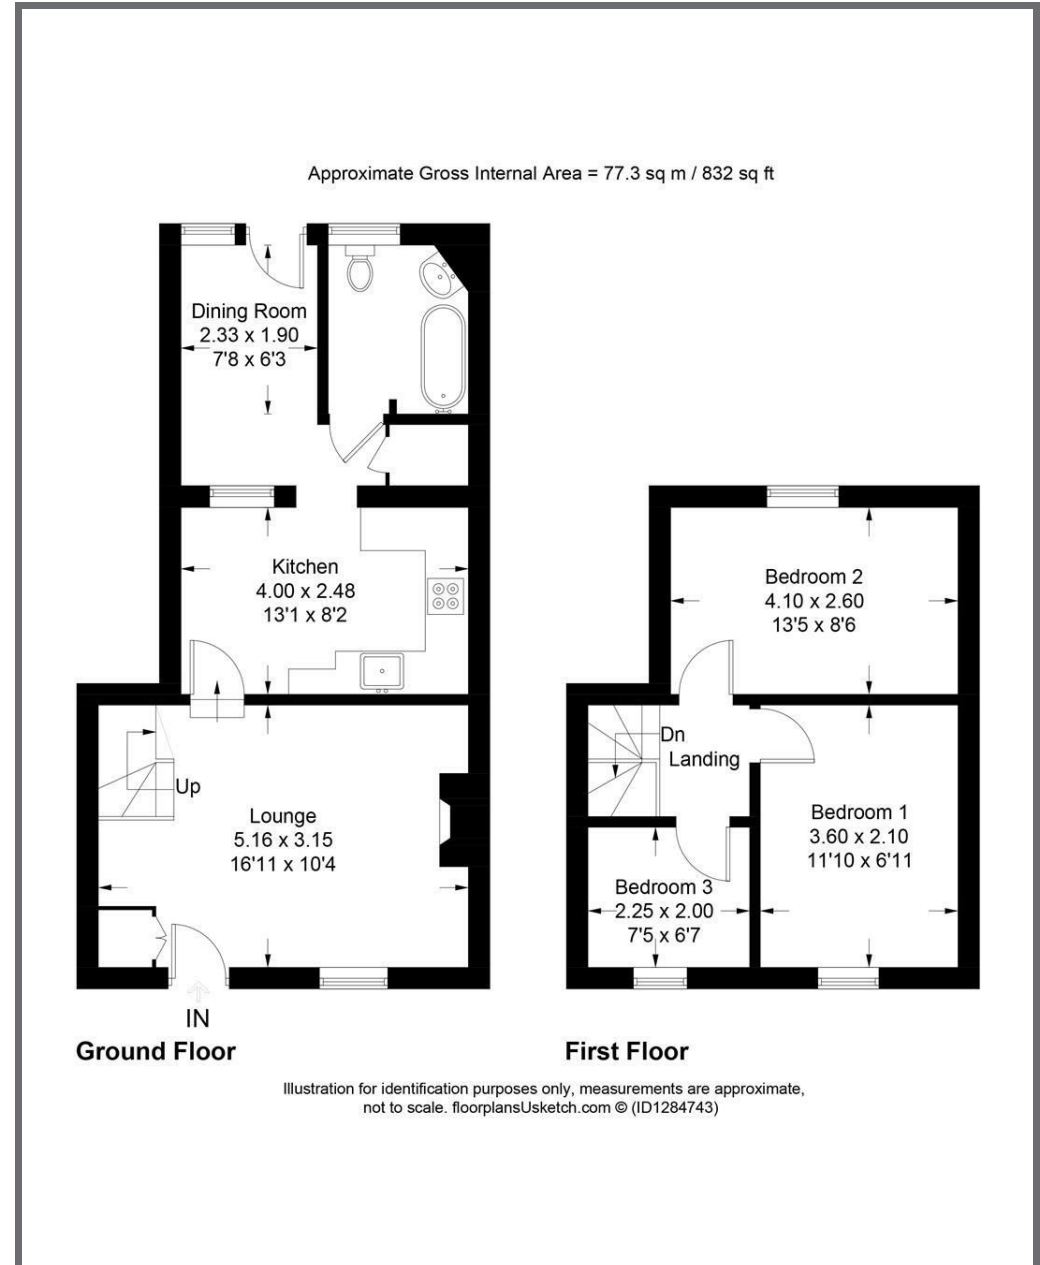 Approximate Gross Internal Area = 77.3 sq m / 832 sq ft
Dining Room
2.33 x 1.90
7'8 x 6'3
Kitchen
4.00 x 2.48
13'1 x 8'2
Up
Lounge
5.16 x 3.15
16'11 x 10'4
IN
Ground Floor
Bedroom 2
4.10 x 2.60
13'5 x 8'6
Dn
Landing
Bedroom 1
3.60 x 2.10
11'10 x 6'11
Bedroom 3
2.25 x 2.00
7'5 x 6'7
First Floor
Illustration for identification purposes only, measurements are approximate,
not to scale. floorplansUsketch.com © (ID1284743)